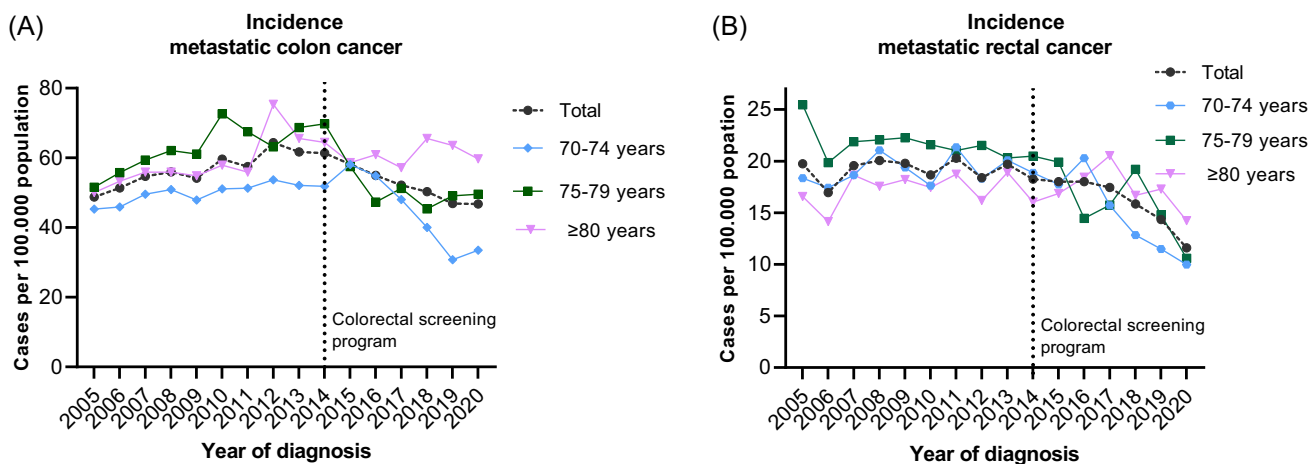 (A)
Incidence
metastatic colon cancer
Cases per 100.000 population
80
60
40
20
0
Total
70-74 years
75-79 years
≥80 years
Colorectal screening
program
2005 2006 2007 2008 2009 2010 2011 2012 2013 2014 2015 2016 2017 2018 2019 2020
Year of diagnosis
(B)
Incidence
metastatic rectal cancer
Cases per 100.000 population
25
20
15
10
5
0
Total
70-74 years
75-79 years
≥80 years
Colorectal screening
program
2005 2006 2007 2008 2009 2010 2011 2012 2013 2014 2015 2016 2017 2018 2019 2020
Year of diagnosis